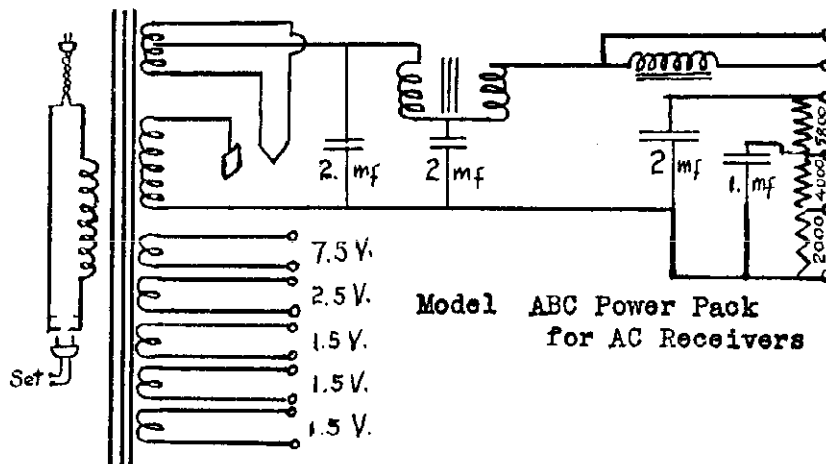 2. mf
2 mf
2 mf
1. mf
5800
4000
2000
7.5 V.
2.5 V.
1.5 V.
1.5 V.
1.5 V.
Model ABC Power Pack
for AC Receivers
Set